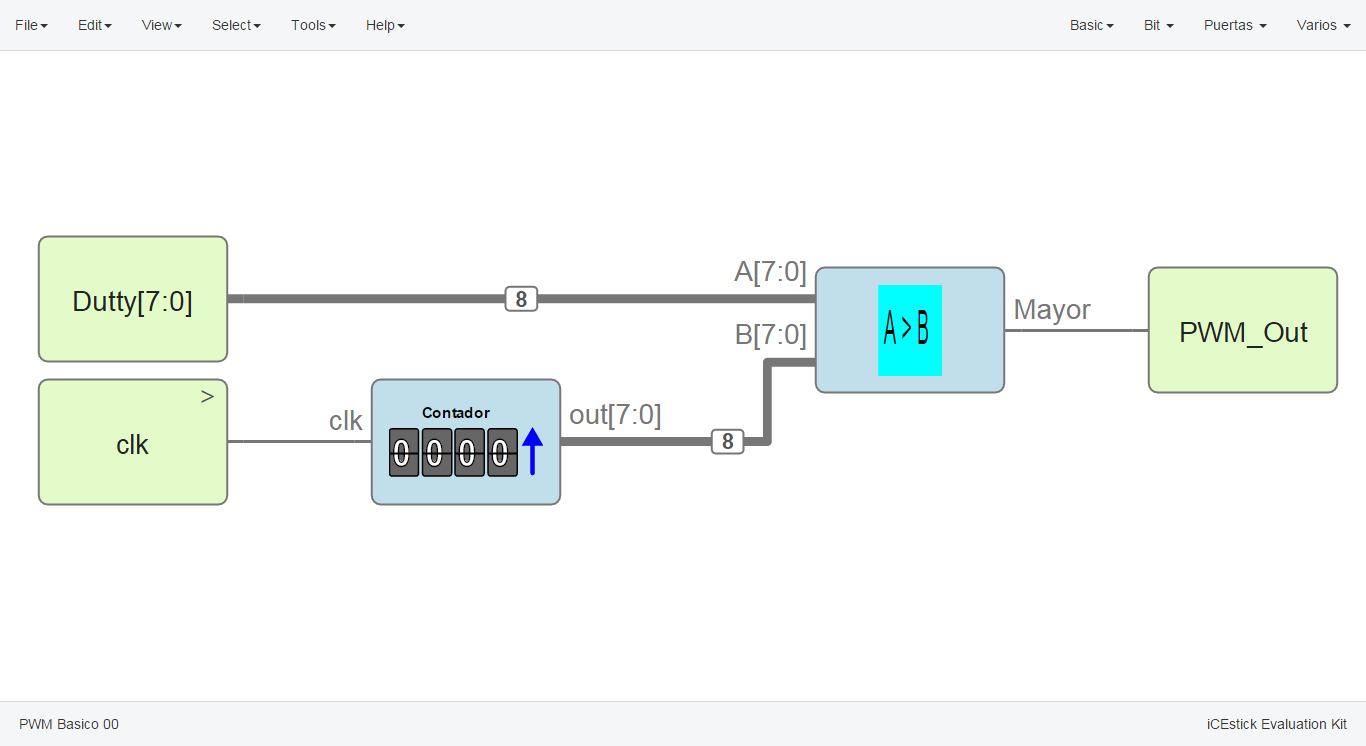 File Edit View Select Tools Help Basic Bit Puertas Varios
Dutty[7:0]
8
A[7:0]
B[7:0]
A>B
Mayor
PWM_Out
>
clk
clk
Contador
0000
out[7:0]
8
PWM Basico 00
iCEstick Evaluation Kit